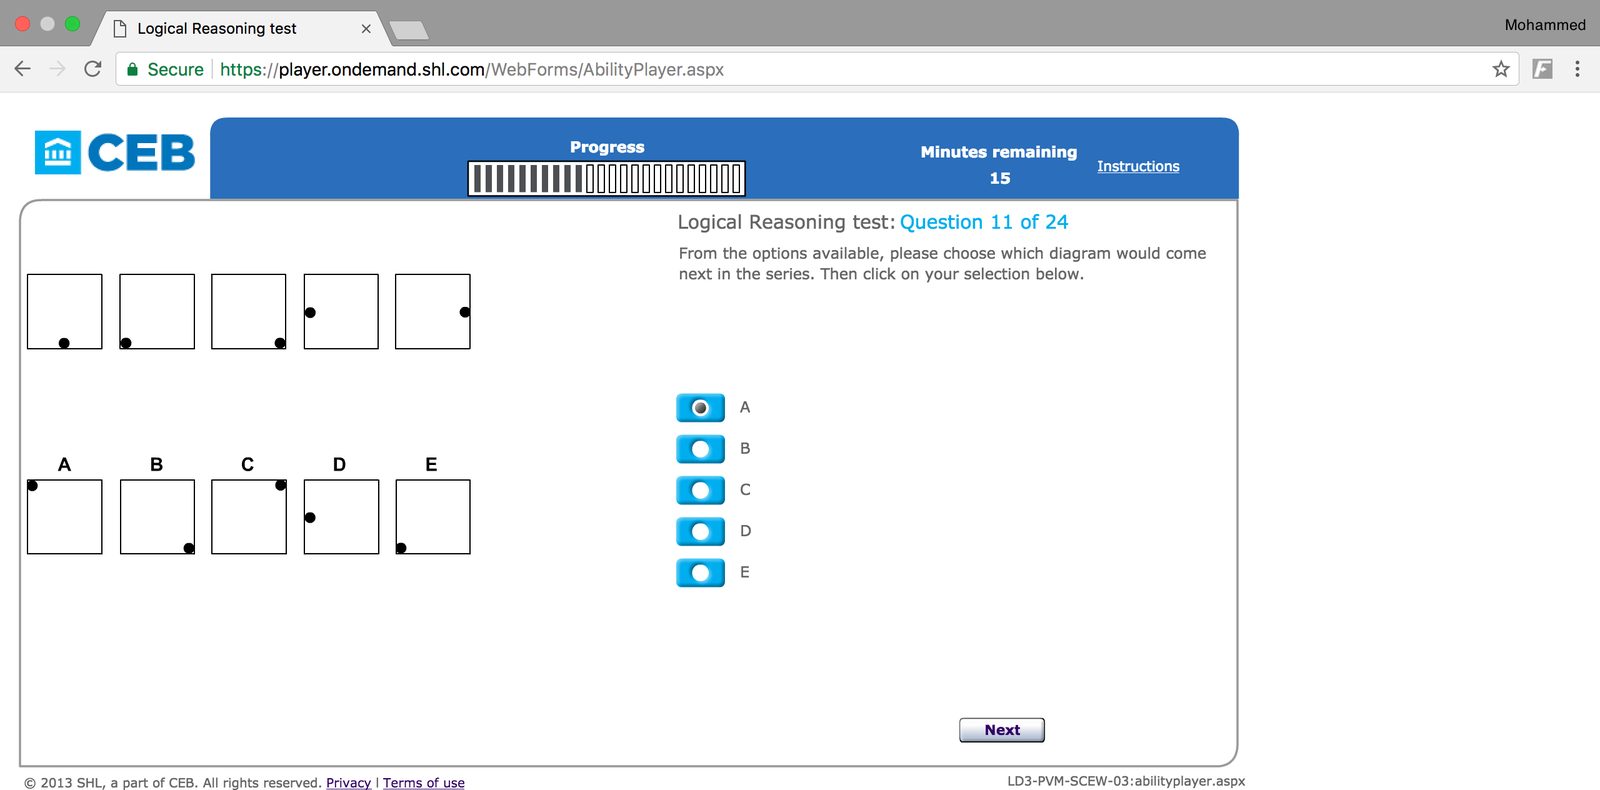 Logical Reasoning test
Mohammed
Secure
https://player.ondemand.shl.com/WebForms/AbilityPlayer.aspx
CEB
Progress
Minutes remaining
15
Instructions
Logical Reasoning test: Question 11 of 24
From the options available, please choose which diagram would come
next in the series. Then click on your selection below.
A B C D E
A
B
C
D
E
Next
© 2013 SHL, a part of CEB. All rights reserved. Privacy | Terms of use
LD3-PVM-SCEW-03:abilityplayer.aspx